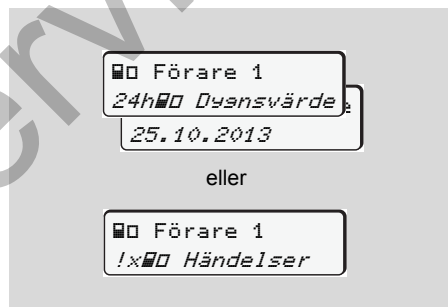 Förare 1
24h Dygnsvärde
25.10.2013
eller
Förare 1
!x Händelser